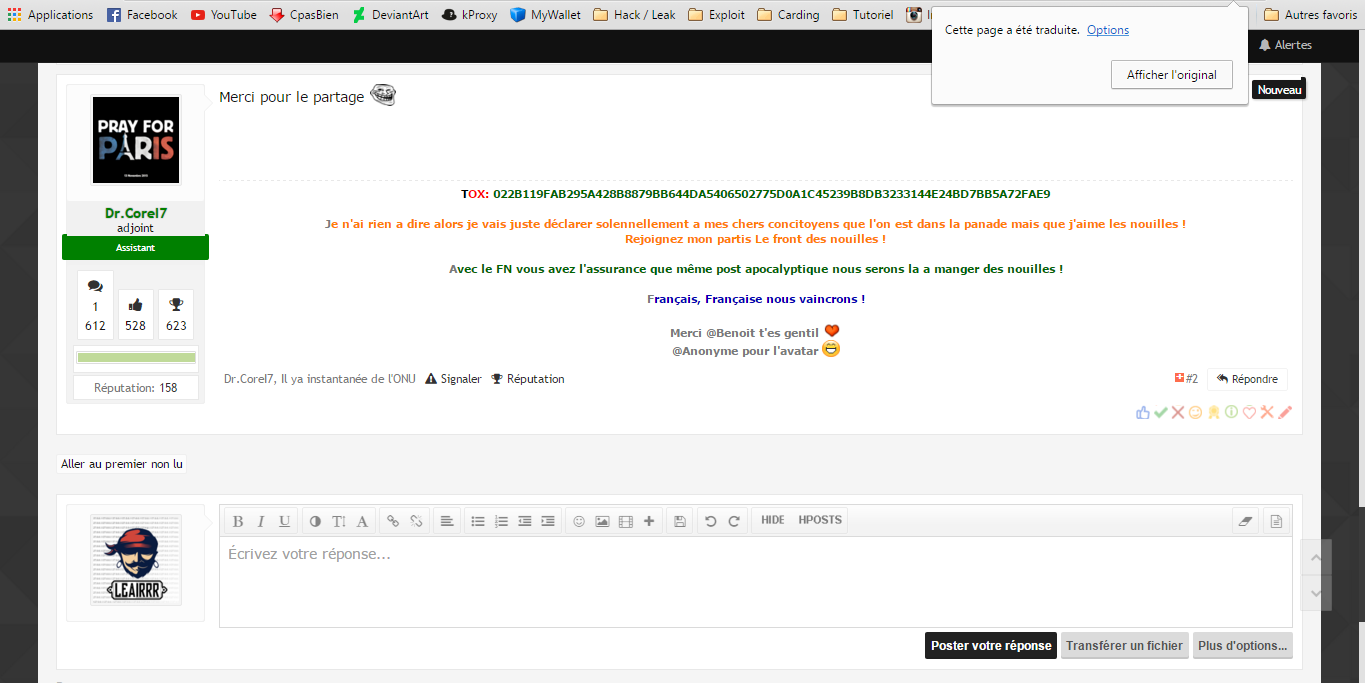 Applications Facebook YouTube CpasBien DeviantArt kProxy MyWallet Hack / Leak Exploit Carding Tutoriel Autres favoris
Cette page a été traduite. Options
Afficher l'original
Alertes
Nouveau
PRAY FOR
PARIS
Merci pour le partage
Dr.CoreI7
adjoint
Assistant
1
612 528 623
Réputation: 158
TOX: 022B119FAB295A428B8879BB644DA5406502775D0A1C45239B8DB3233144E24BD7BB5A72FAE9
Je n'ai rien a dire alors je vais juste déclarer solennellement a mes chers concitoyens que l'on est dans la panade mais que j'aime les nouilles !
Rejoignez mon partis Le front des nouilles !
Avec le FN vous avez l'assurance que même post apocalyptique nous serons la a manger des nouilles !
Français, Française nous vaincrons !
Merci @Benoit t'es gentil
@Anonyme pour l'avatar
Dr.CoreI7, Il ya instantanée de l'ONU Signaler Réputation
#2 Répondre
Aller au premier non lu
LEAIRRR
B I U TI A HIDE HPOSTS
Écrivez votre réponse...
Poster votre réponse Transférer un fichier Plus d'options...